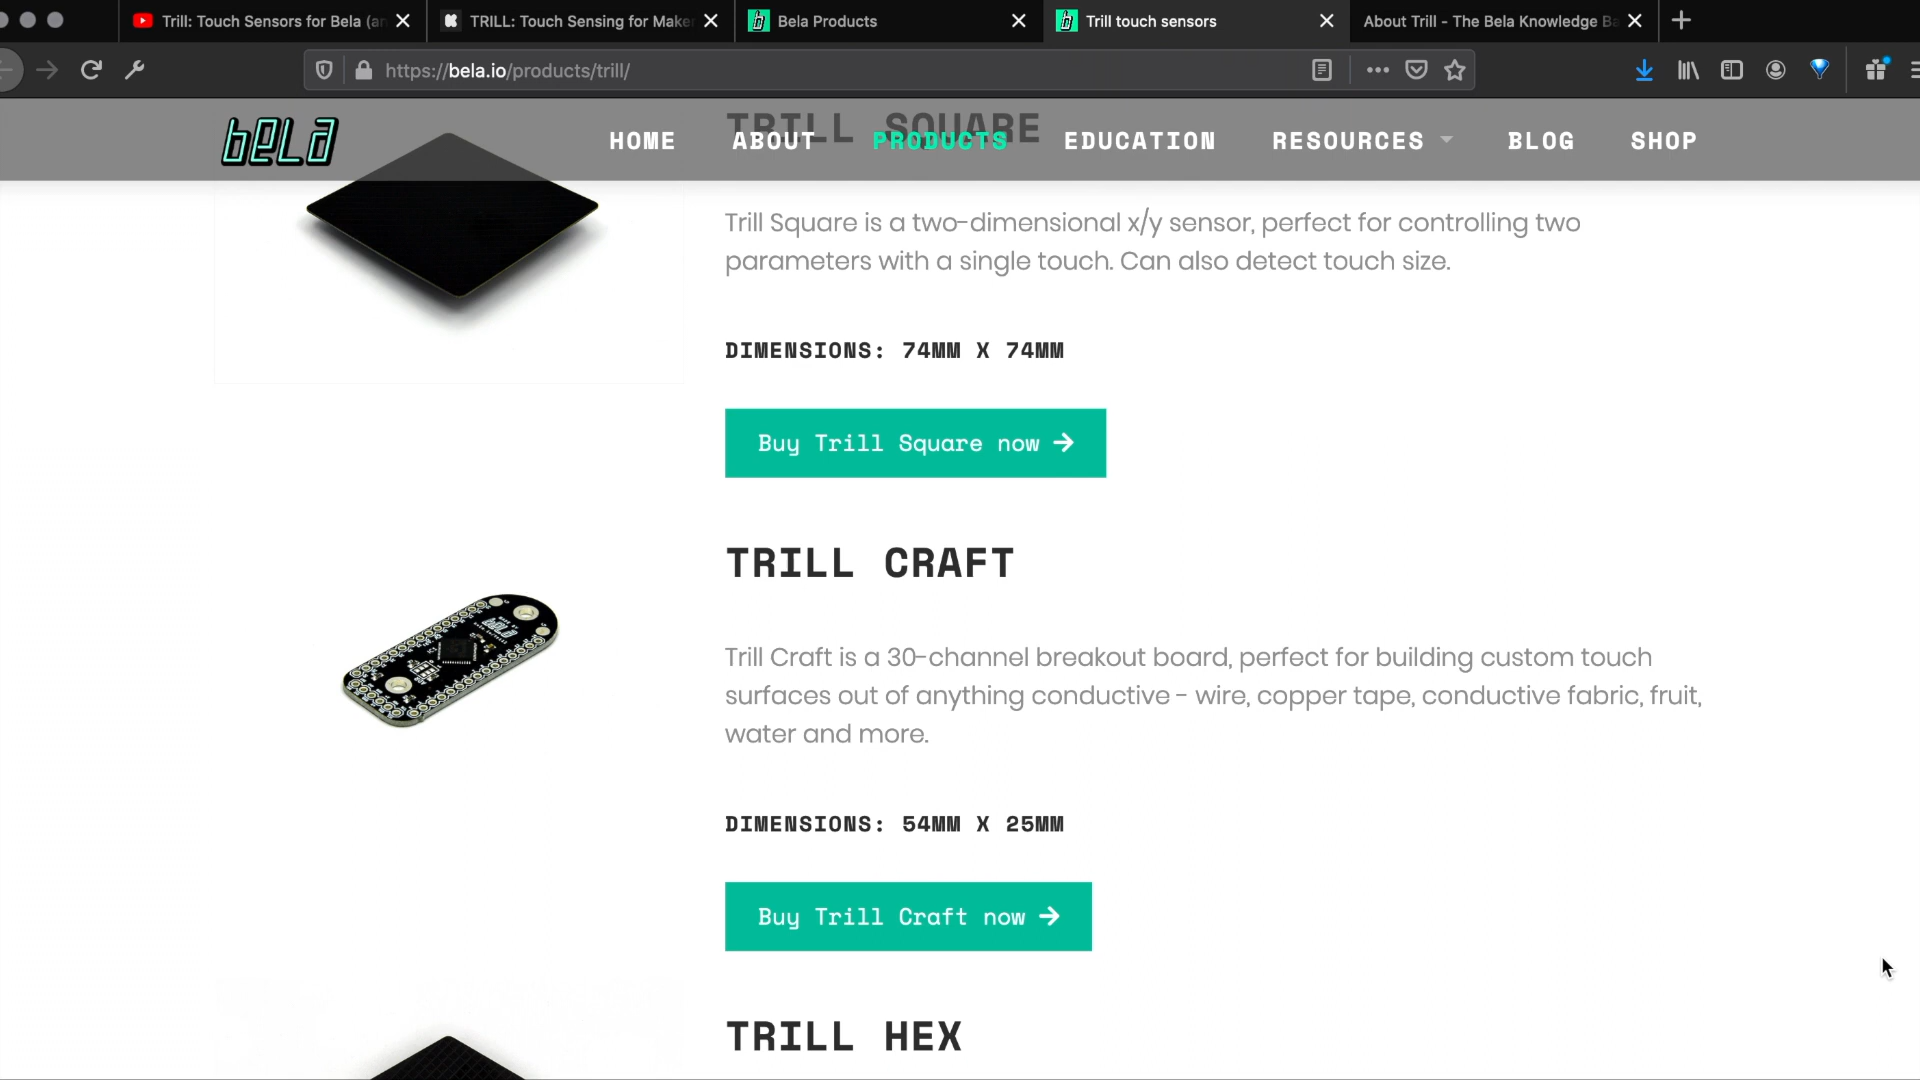 Trill: Touch Sensors for Bela (an
TRILL: Touch Sensing for Maker
Bela Products
Trill touch sensors
About Trill - The Bela Knowledge Ba
https://bela.io/products/trill/
bela
HOME
ABOUT
PRODUCTS
EDUCATION
RESOURCES
BLOG
SHOP
TRILL SQUARE
Trill Square is a two-dimensional x/y sensor, perfect for controlling two
parameters with a single touch. Can also detect touch size.
DIMENSIONS: 74MM X 74MM
Buy Trill Square now →
TRILL CRAFT
Trill Craft is a 30-channel breakout board, perfect for building custom touch
surfaces out of anything conductive - wire, copper tape, conductive fabric, fruit,
water and more.
DIMENSIONS: 54MM X 25MM
Buy Trill Craft now →
TRILL HEX